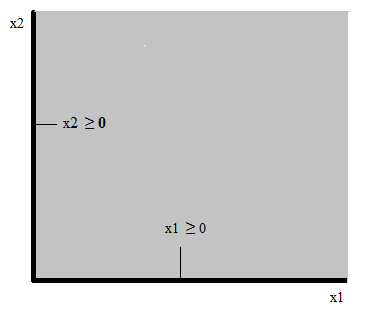 x2
x2 ≥ 0
x1 ≥ 0
x1